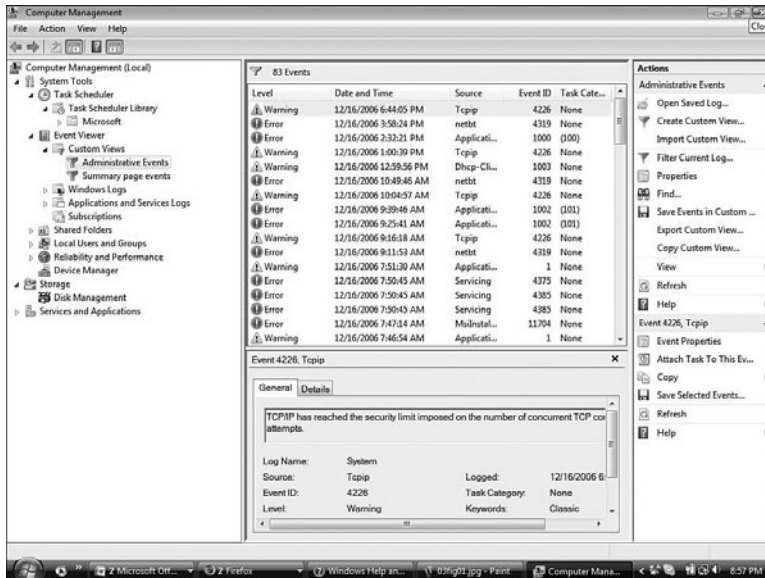 Computer Management
Clo
File Action View Help
Computer Management (Local)
System Tools
Task Scheduler
Task Scheduler Library
Microsoft
Event Viewer
Custom Views
Administrative Events
Summary page events
Windows Logs
Applications and Services Logs
Subscriptions
Shared Folders
Local Users and Groups
Reliability and Performance
Device Manager
Storage
Disk Management
Services and Applications
83 Events
Level Date and Time Source Event ID Task Cate...
Warning 12/16/2006 6:44:05 PM Tcpip 4226 None
Error 12/16/2006 3:58:24 PM netbt 4319 None
Error 12/16/2006 2:32:21 PM Applicati... 1000 (100)
Warning 12/16/2006 1:00:39 PM Tcpip 4226 None
Warning 12/16/2006 12:59:56 PM Dhcp-Cli... 1003 None
Error 12/16/2006 10:49:46 AM netbt 4319 None
Warning 12/16/2006 10:04:57 AM Tcpip 4226 None
Error 12/16/2006 9:39:46 AM Applicati... 1002 (101)
Error 12/16/2006 9:25:41 AM Applicati... 1002 (101)
Warning 12/16/2006 9:16:18 AM Tcpip 4226 None
Error 12/16/2006 9:11:53 AM netbt 4319 None
Warning 12/16/2006 7:51:30 AM Applicati... 1 None
Error 12/16/2006 7:50:45 AM Servicing 4375 None
Error 12/16/2006 7:50:45 AM Servicing 4385 None
Error 12/16/2006 7:50:45 AM Servicing 4385 None
Error 12/16/2006 7:47:14 AM MsiInstal... 11704 None
Warning 12/16/2006 7:46:54 AM Applicati... 1 None
Event 4226, Tcpip
General Details
TCP/IP has reached the security limit imposed on the number of concurrent TCP cor
attempts.
Log Name: System
Source: Tcpip Logged: 12/16/2006 6:
Event ID: 4226 Task Category: None
Level: Warning Keywords: Classic
Actions
Administrative Events
Open Saved Log...
Create Custom View...
Import Custom View...
Filter Current Log...
Properties
Find...
Save Events in Custom ...
Export Custom View...
Copy Custom View...
View
Refresh
Help
Event 4226, Tcpip
Event Properties
Attach Task To This Ev...
Copy
Save Selected Events...
Refresh
Help
2 Microsoft Off... 2 Firefox Windows Help an... 03fig01.jpg - Paint Computer Mana... 8:57 PM